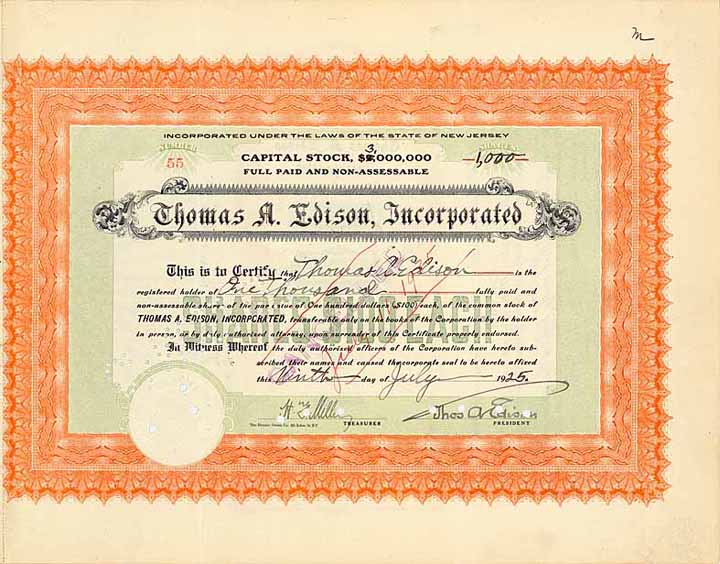 m
INCORPORATED UNDER THE LAWS OF THE STATE OF NEW JERSEY
NUMBER
SHARES
55
CAPITAL STOCK, $3,000,000
1,000
FULL PAID AND NON-ASSESSABLE
Thomas A. Edison, Incorporated
This is to Certify that Thomas A Edison is the
registered holder of One Thousand fully paid and
non-assessable shares of the par value of One hundred dollars ($100) each, of the common stock of
THOMAS A. EDISON, INCORPORATED, transferable only on the books of the Corporation by the holder
in person, or by duly authorized attorney, upon surrender of this Certificate properly endorsed.
SHARES $100 EACH
In Witness Whereof the duly authorized officers of the Corporation have hereto sub-
scribed their names and caused the corporate seal to be hereto affixed
this Ninth day of July 1925.
H F Miller
Thos A Edison
TREASURER
PRESIDENT